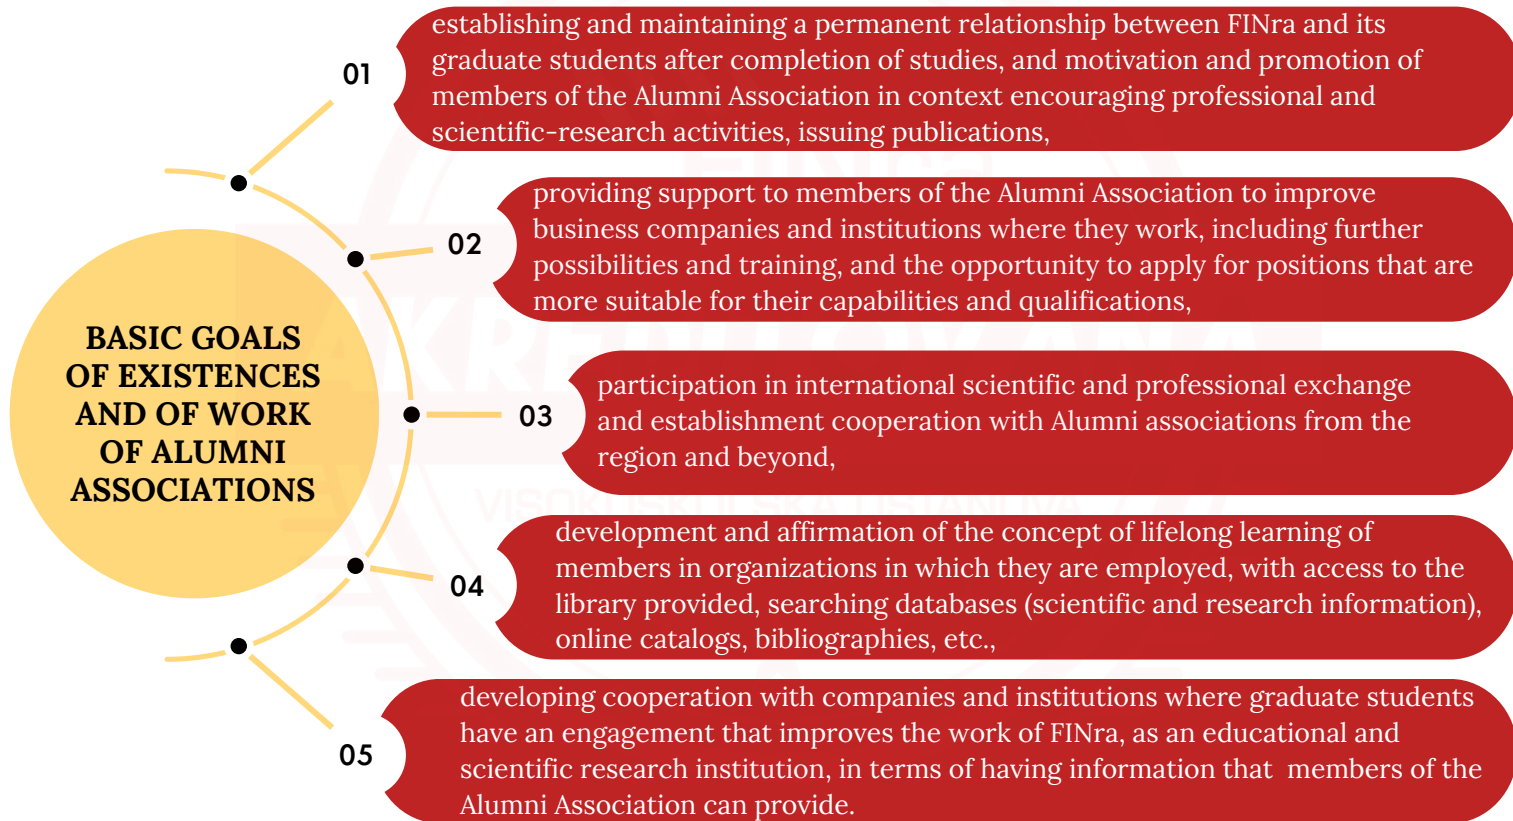 BASIC GOALS
OF EXISTENCES
AND OF WORK
OF ALUMNI
ASSOCIATIONS
01
establishing and maintaining a permanent relationship between FINra and its
graduate students after completion of studies, and motivation and promotion of
members of the Alumni Association in context encouraging professional and
scientific-research activities, issuing publications,
02
providing support to members of the Alumni Association to improve
business companies and institutions where they work, including further
possibilities and training, and the opportunity to apply for positions that are
more suitable for their capabilities and qualifications,
03
participation in international scientific and professional exchange
and establishment cooperation with Alumni associations from the
region and beyond,
04
development and affirmation of the concept of lifelong learning of
members in organizations in which they are employed, with access to the
library provided, searching databases (scientific and research information),
online catalogs, bibliographies, etc.,
05
developing cooperation with companies and institutions where graduate students
have an engagement that improves the work of FINra, as an educational and
scientific research institution, in terms of having information that  members of the
Alumni Association can provide.
FINra
AKREDITOVANA
VISOKOŠKOLSKA USTANOVA